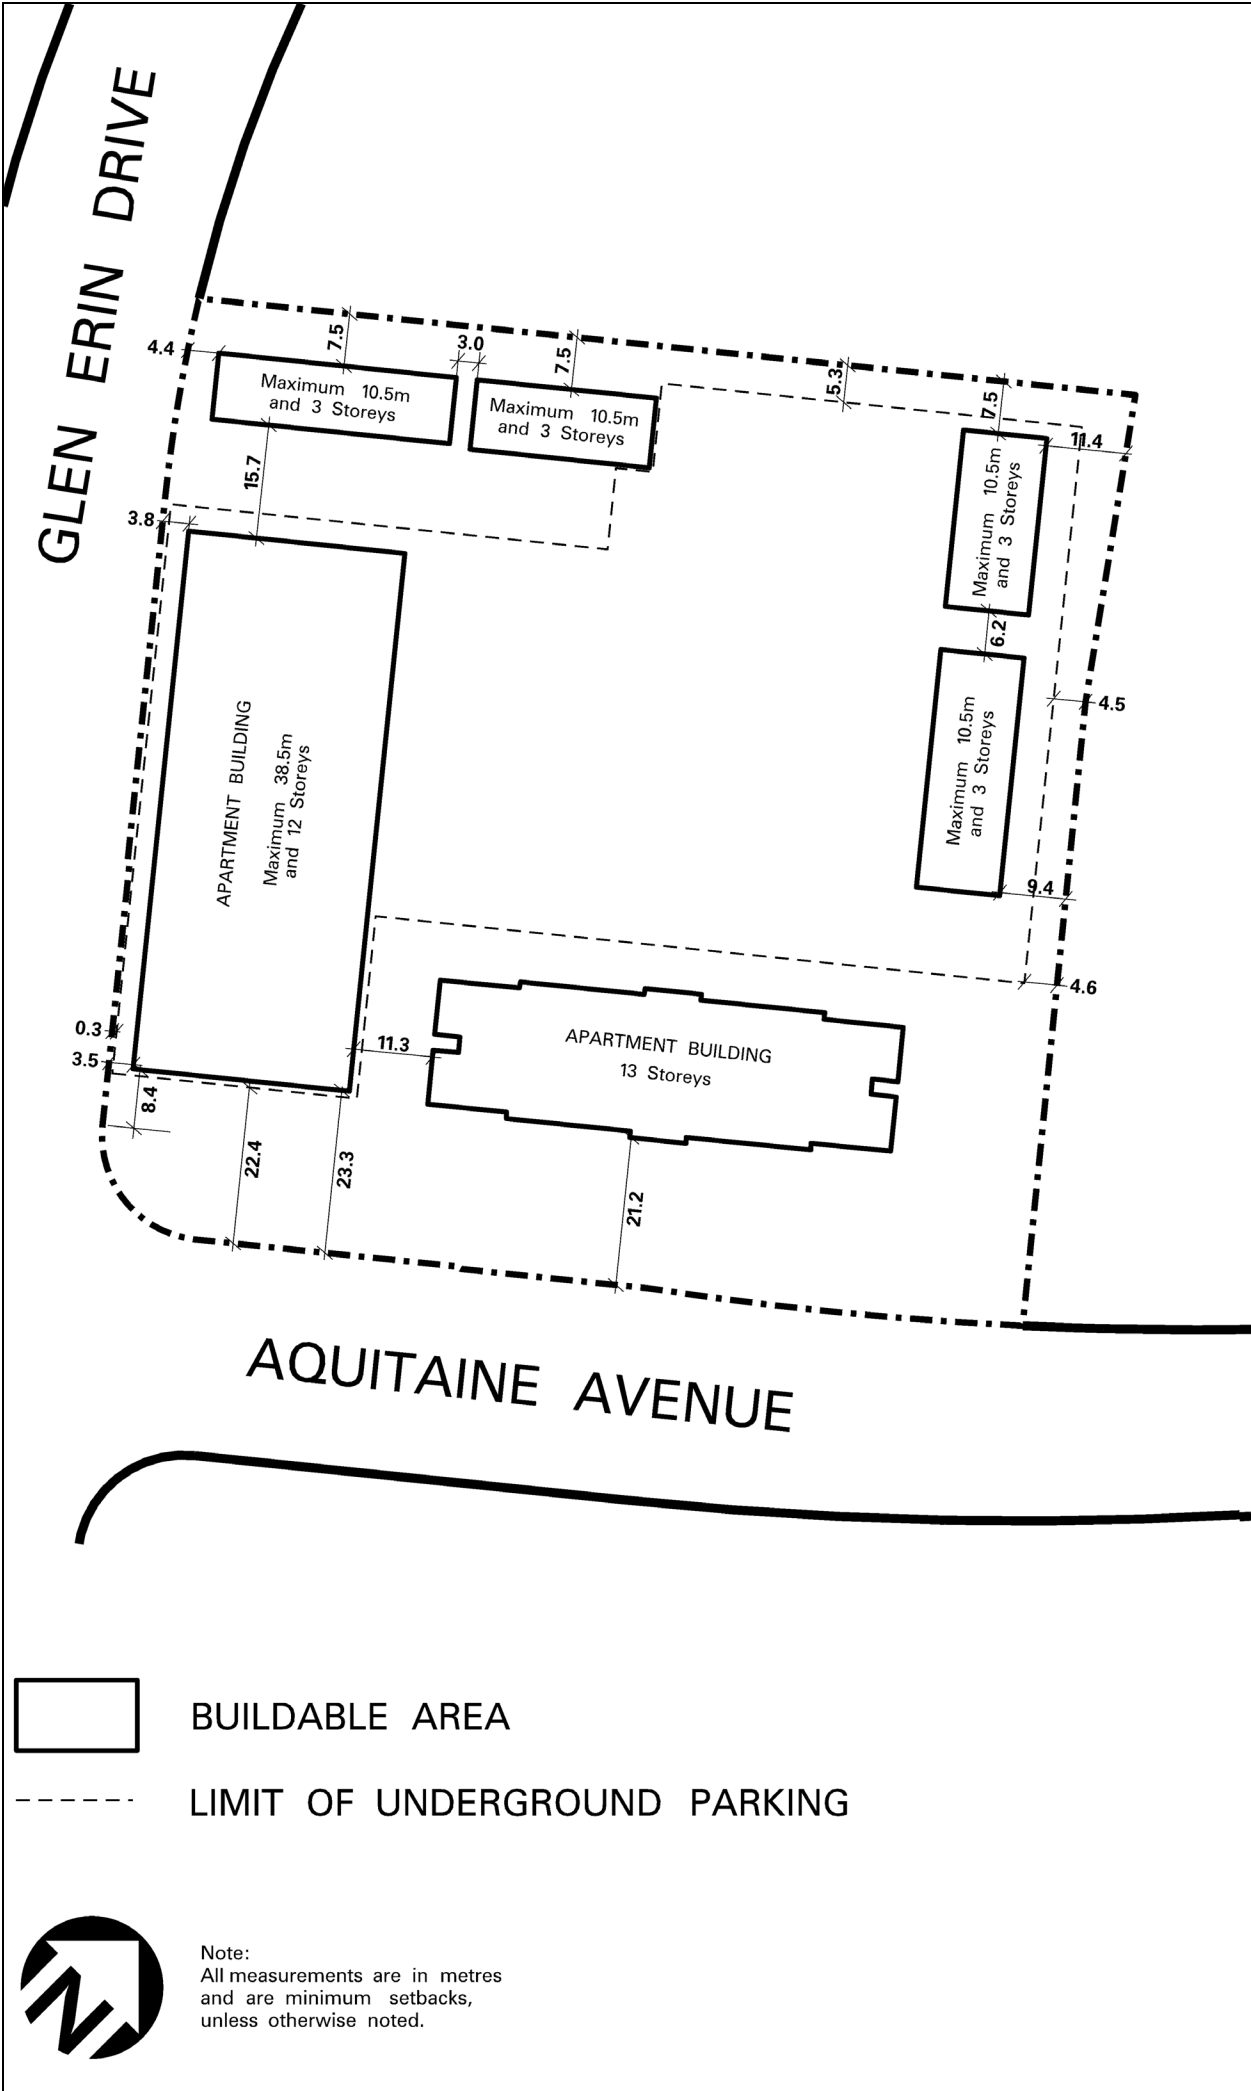 GLEN ERIN DRIVE
4.4
7.5
3.0
7.5
5.3
7.5
11.4
Maximum 10.5m
and 3 Storeys
Maximum 10.5m
and 3 Storeys
Maximum 10.5m
and 3 Storeys
15.7
3.8
6.2
4.5
Maximum 10.5m
and 3 Storeys
APARTMENT BUILDING
Maximum 38.5m
and 12 Storeys
9.4
4.6
0.3
3.5
8.4
11.3
APARTMENT BUILDING
13 Storeys
22.4
23.3
21.2
AQUITAINE AVENUE
BUILDABLE AREA
LIMIT OF UNDERGROUND PARKING
N
Note:
All measurements are in metres
and are minimum setbacks,
unless otherwise noted.